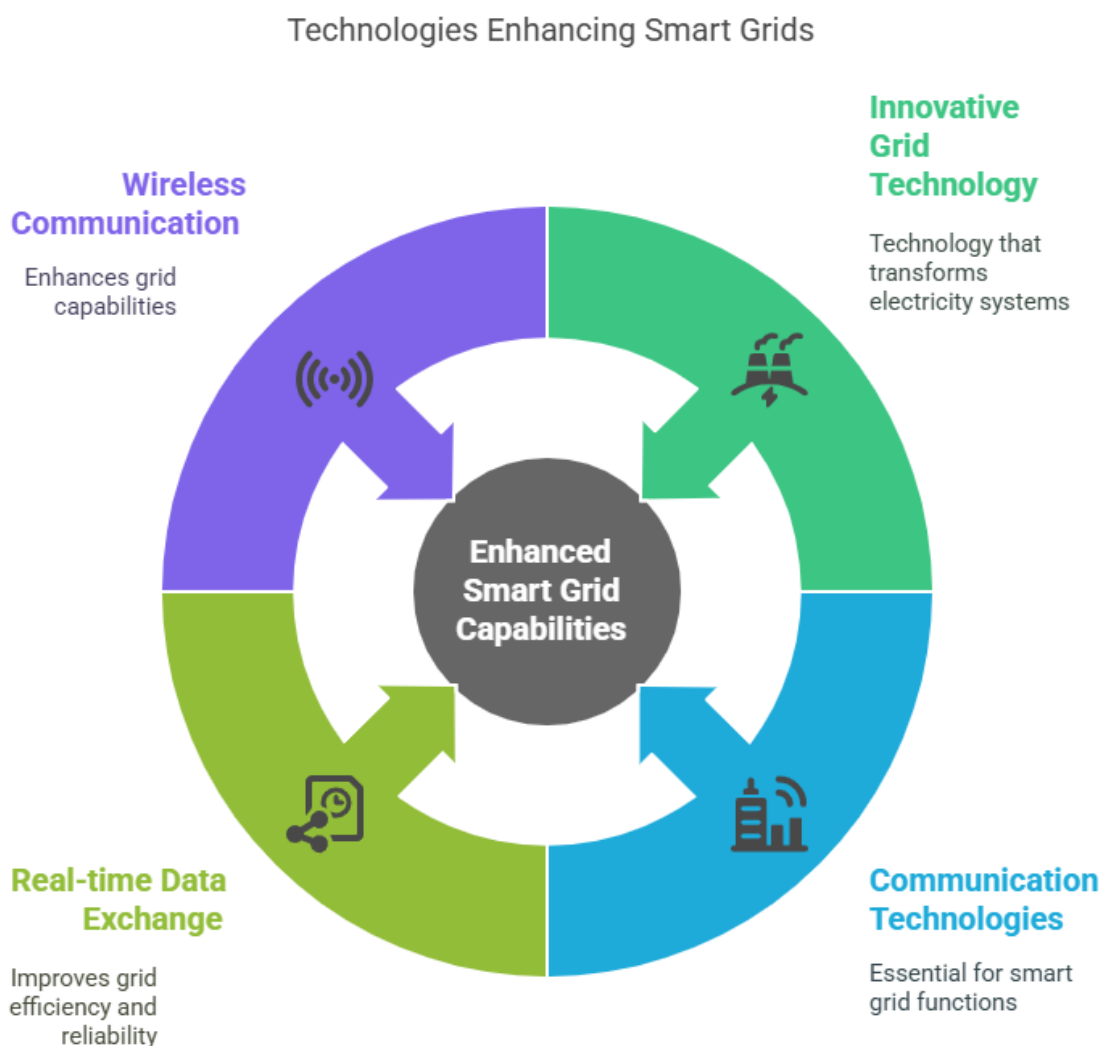 Technologies Enhancing Smart Grids
Innovative
Grid
Technology
Technology that
transforms
electricity systems
Wireless
Communication
Enhances grid
capabilities
Enhanced
Smart Grid
Capabilities
Real-time Data
Exchange
Improves grid
efficiency and
reliability
Communication
Technologies
Essential for smart
grid functions